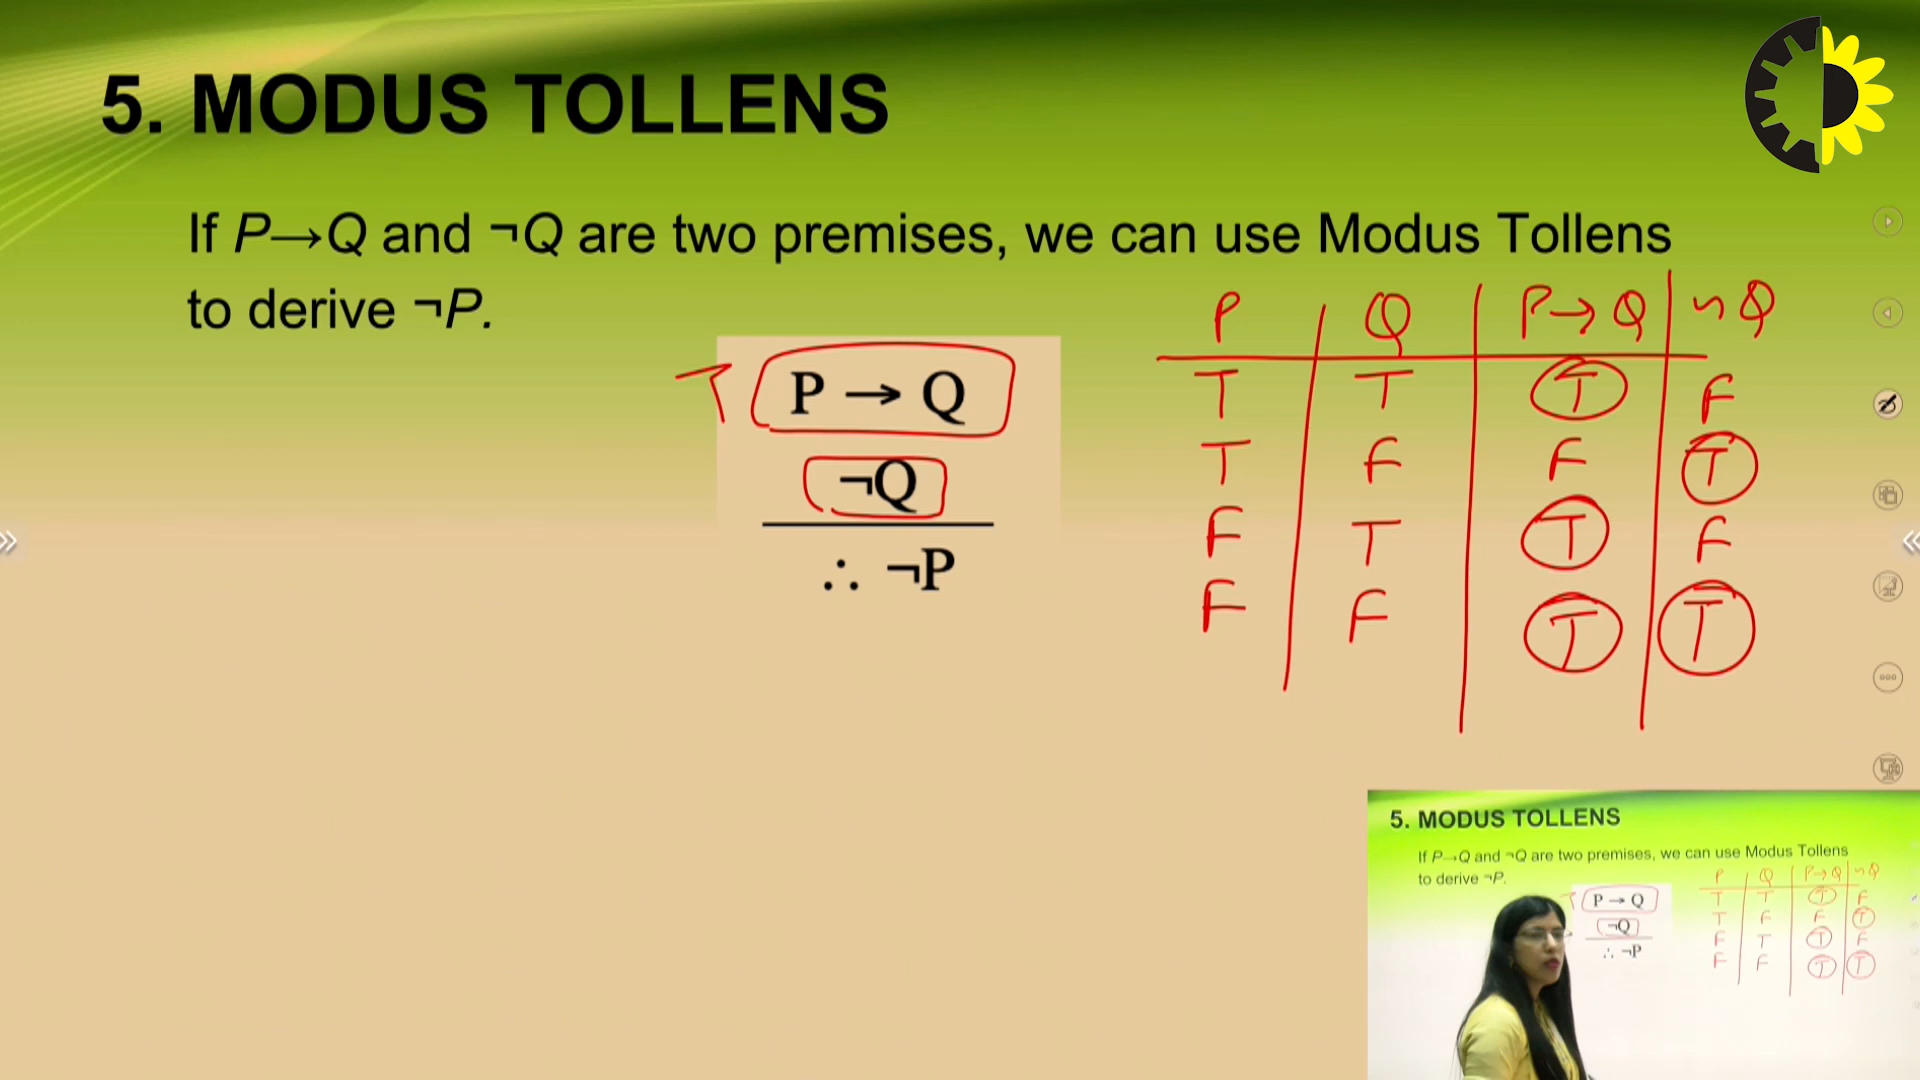 5. MODUS TOLLENS
If P→Q and ¬Q are two premises, we can use Modus Tollens
to derive ¬P.
T P → Q
¬Q
∴ ¬P
P Q P→Q ~Q
T T T F
T F F T
F T T F
F F T T
5. MODUS TOLLENS
If P→Q and ¬Q are two premises, we can use Modus Tollens
to derive ¬P.
T P → Q
¬Q
∴ ¬P
P Q P→Q ~Q
T T T F
T F F T
F T T F
F F T T